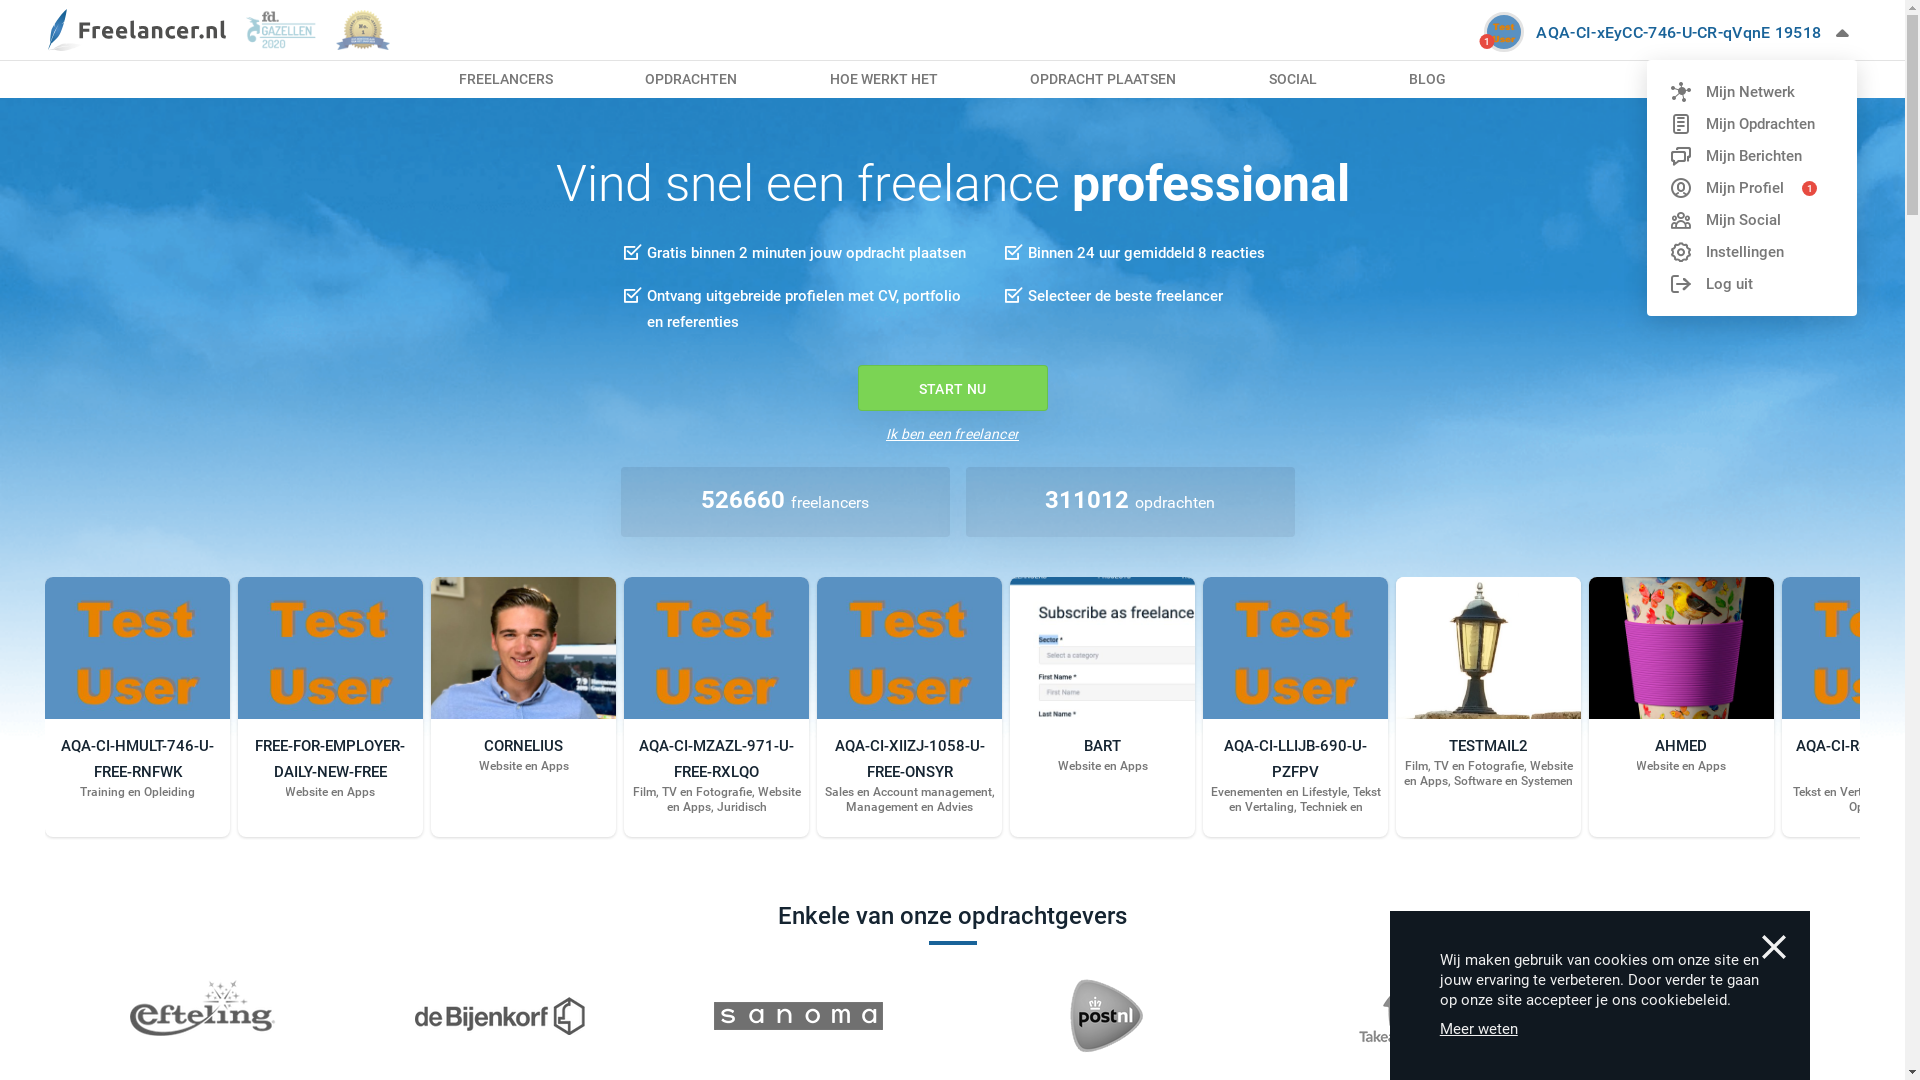 Freelancer.nl
fd.
GAZELLEN
2020
No.
1
Test
User
1
AQA-CI-xEyCC-746-U-CR-qVqnE 19518
FREELANCERS
OPDRACHTEN
HOE WERKT HET
OPDRACHT PLAATSEN
SOCIAL
BLOG
Mijn Netwerk
Mijn Opdrachten
Mijn Berichten
Mijn Profiel 1
Mijn Social
Instellingen
Log uit
Vind snel een freelance professional
Gratis binnen 2 minuten jouw opdracht plaatsen
Binnen 24 uur gemiddeld 8 reacties
Ontvang uitgebreide profielen met CV, portfolio
en referenties
Selecteer de beste freelancer
START NU
Ik ben een freelancer
526660 freelancers
311012 opdrachten
Test
User
AQA-CI-HMULT-746-U-
FREE-RNFWK
Training en Opleiding
Test
User
FREE-FOR-EMPLOYER-
DAILY-NEW-FREE
Website en Apps
CORNELIUS
Website en Apps
Test
User
AQA-CI-MZAZL-971-U-
FREE-RXLQO
Film, TV en Fotografie, Website
en Apps, Juridisch
Test
User
AQA-CI-XIIZJ-1058-U-
FREE-ONSYR
Sales en Account management,
Management en Advies
Subscribe as freelance
Sector *
Select a category
First Name *
First Name
Last Name *
BART
Website en Apps
Test
User
AQA-CI-LLIJB-690-U-
PZFPV
Evenementen en Lifestyle, Tekst
en Vertaling, Techniek en
TESTMAIL2
Film, TV en Fotografie, Website
en Apps, Software en Systemen
AHMED
Website en Apps
AQA-CI-R
Tekst en Vert
Op
Enkele van onze opdrachtgevers
efteling
de Bijenkorf
sanoma
postnl
Takea
Wij maken gebruik van cookies om onze site en
jouw ervaring te verbeteren. Door verder te gaan
op onze site accepteer je ons cookiebeleid.
Meer weten